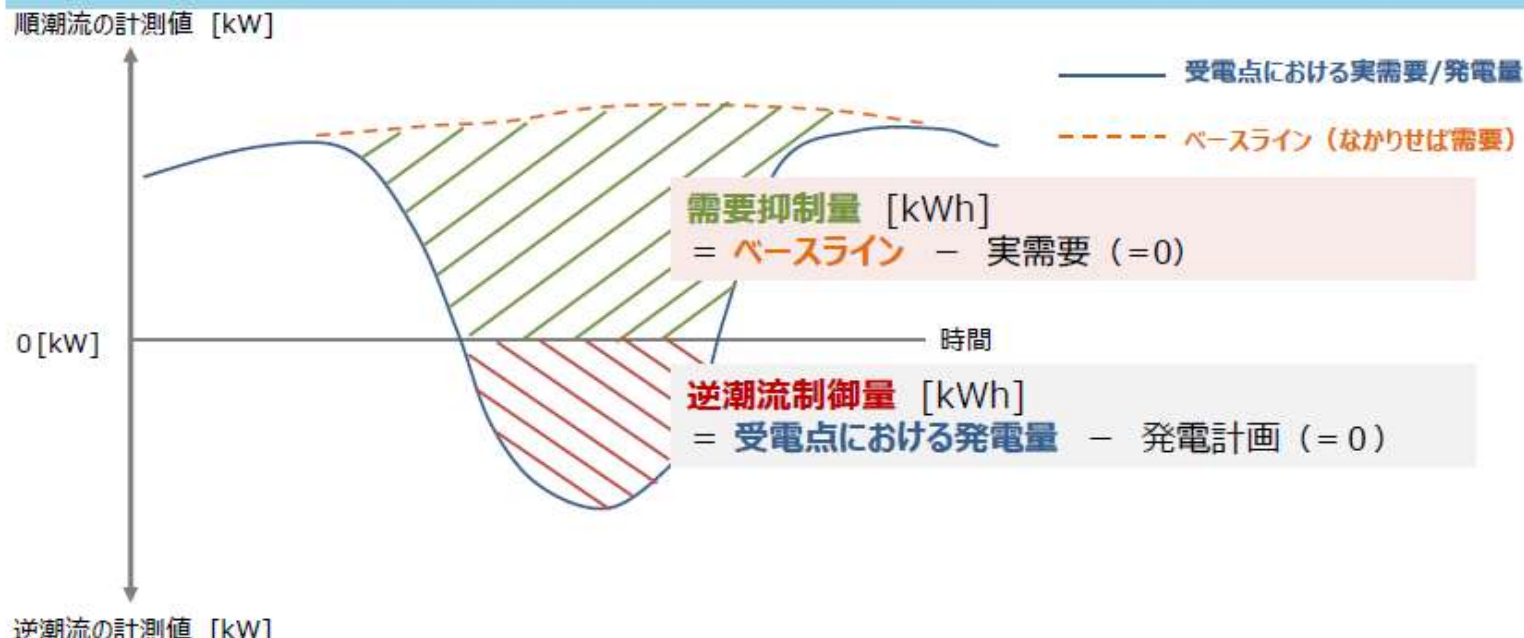 順潮流の計測値 [kW]
受電点における実需要/発電量
ベースライン（なかりせば需要）
需要抑制量 [kWh]
= ベースライン － 実需要（=0）
0[kW]
時間
逆潮流制御量 [kWh]
= 受電点における発電量 － 発電計画（= 0）
逆潮流の計測値 [kW]